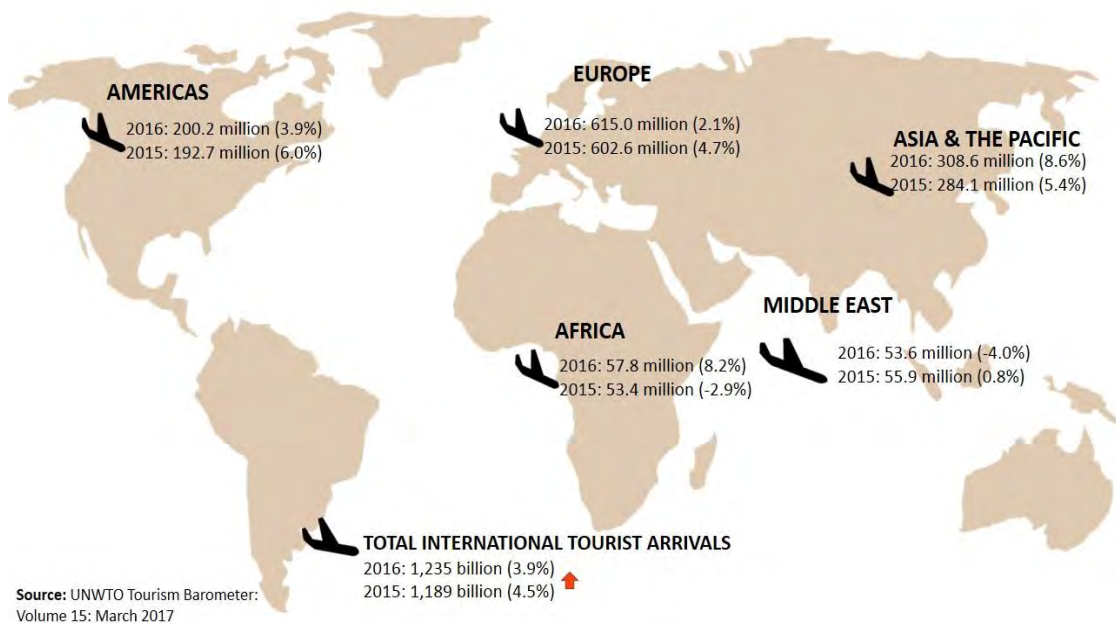 AMERICAS
2016: 200.2 million (3.9%)
2015: 192.7 million (6.0%)
EUROPE
2016: 615.0 million (2.1%)
2015: 602.6 million (4.7%)
ASIA & THE PACIFIC
2016: 308.6 million (8.6%)
2015: 284.1 million (5.4%)
MIDDLE EAST
2016: 53.6 million (-4.0%)
2015: 55.9 million (0.8%)
AFRICA
2016: 57.8 million (8.2%)
2015: 53.4 million (-2.9%)
TOTAL INTERNATIONAL TOURIST ARRIVALS
2016: 1,235 billion (3.9%)
2015: 1,189 billion (4.5%)
Source: UNWTO Tourism Barometer:
Volume 15: March 2017